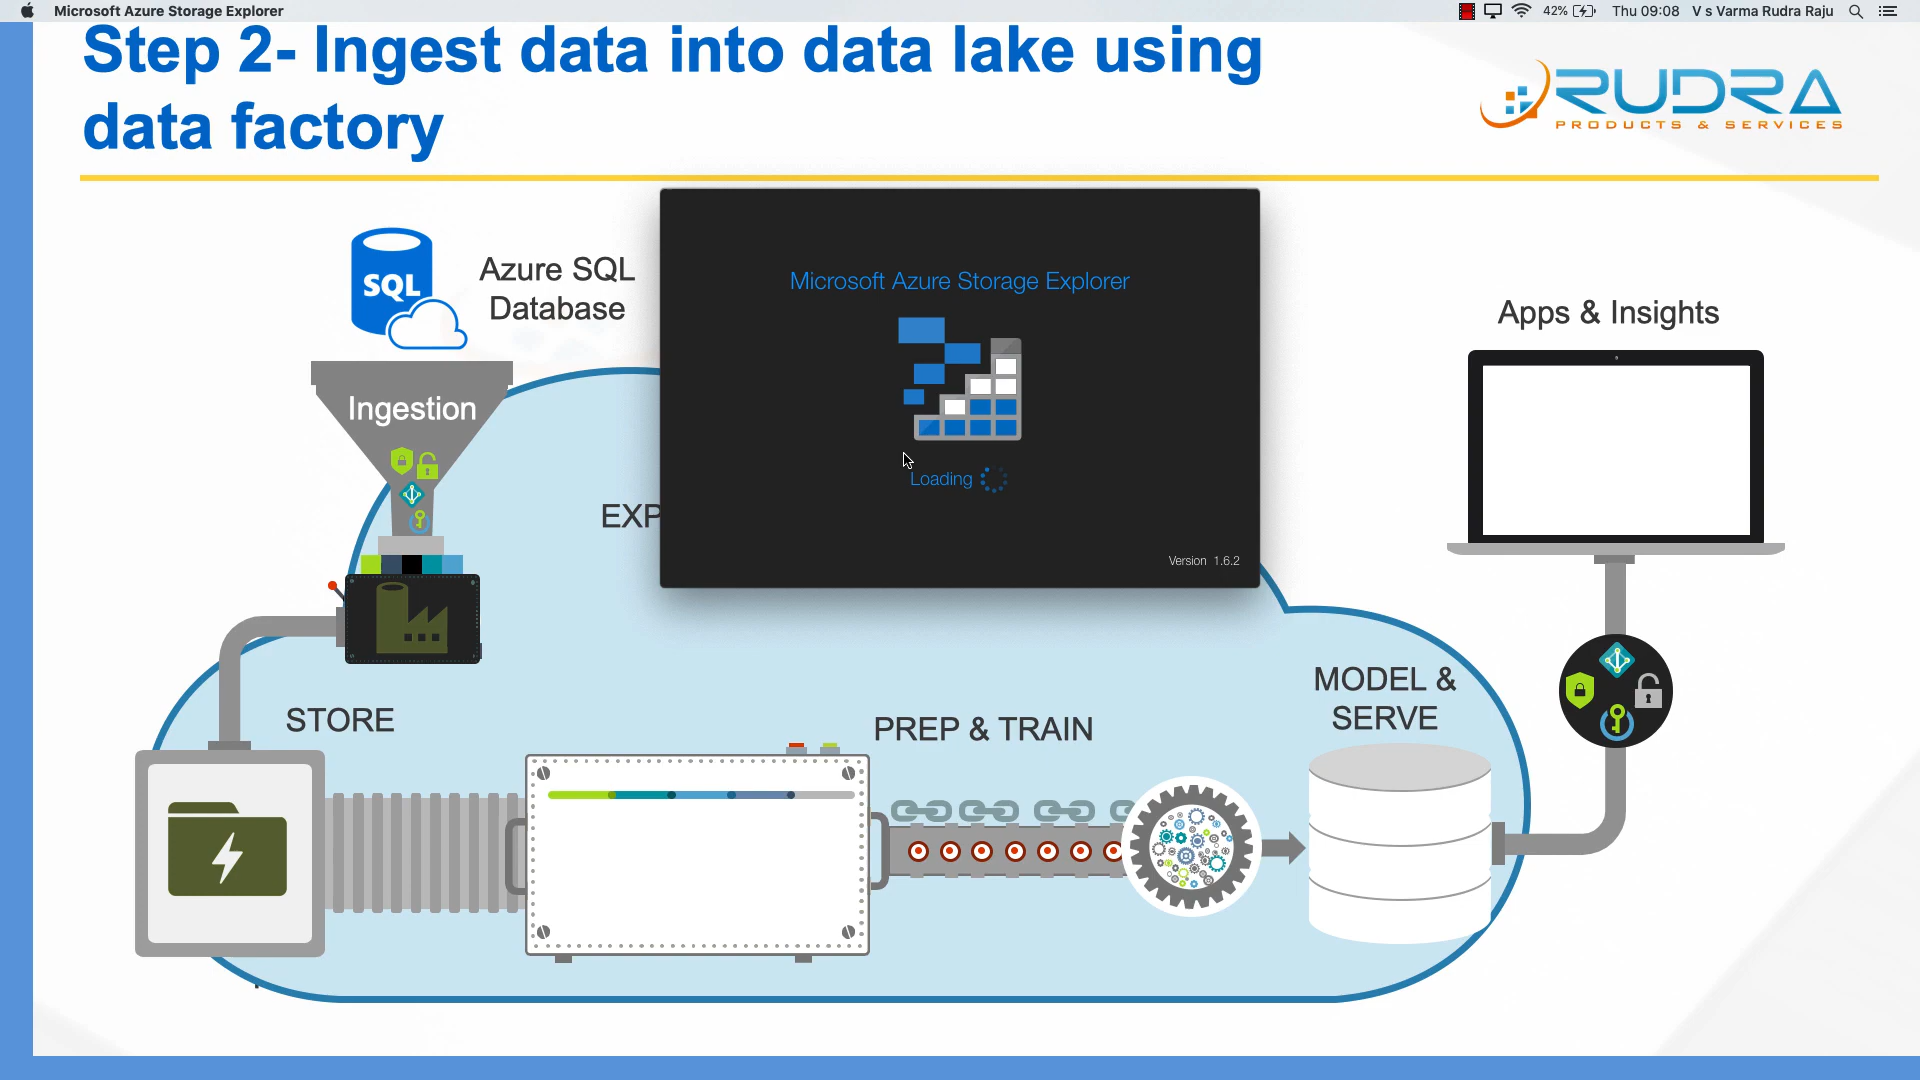 Microsoft Azure Storage Explorer
42%
Thu 09:08
V s Varma Rudra Raju
Step 2- Ingest data into data lake using
data factory
RUDRA
PRODUCTS & SERVICES
SQL
Azure SQL
Database
Microsoft Azure Storage Explorer
Loading
Version 1.6.2
Apps & Insights
Ingestion
EXP
STORE
PREP & TRAIN
MODEL &
SERVE